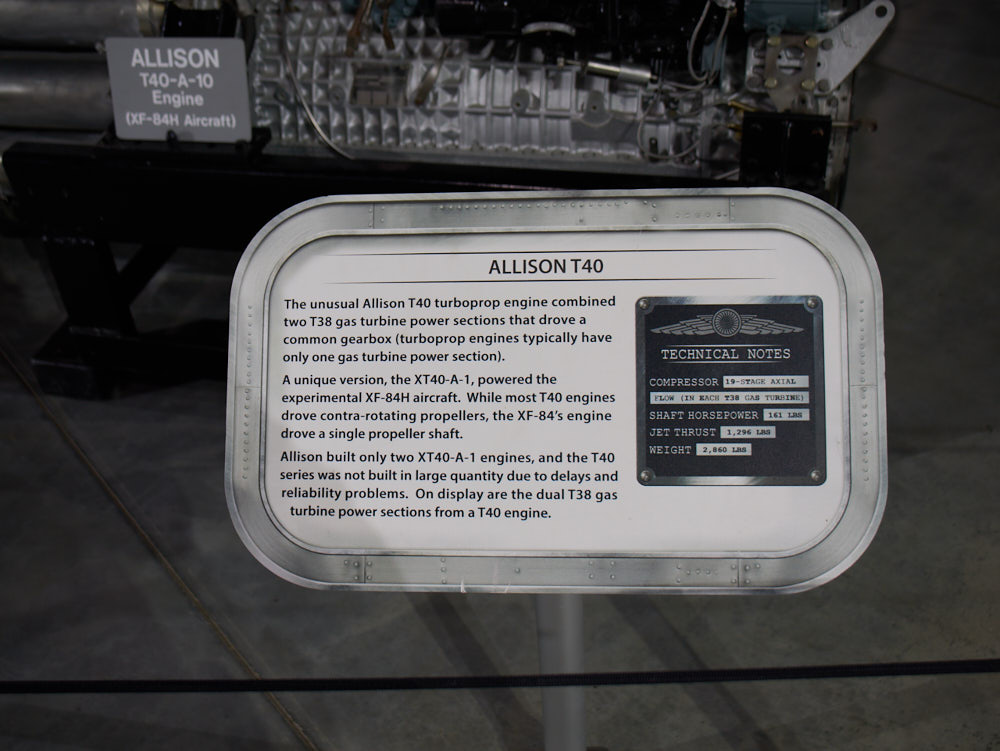 ALLISON
T40-A-10
Engine
(XF-84H Aircraft)
ALLISON T40
The unusual Allison T40 turboprop engine combined
two T38 gas turbine power sections that drove a
common gearbox (turboprop engines typically have
only one gas turbine power section).
A unique version, the XT40-A-1, powered the
experimental XF-84H aircraft. While most T40 engines
drove contra-rotating propellers, the XF-84's engine
drove a single propeller shaft.
Allison built only two XT40-A-1 engines, and the T40
series was not built in large quantity due to delays and
reliability problems. On display are the dual T38 gas
turbine power sections from a T40 engine.
TECHNICAL NOTES
COMPRESSOR 19-STAGE AXIAL
FLOW (IN EACH T38 GAS TURBINE)
SHAFT HORSEPOWER 161 LBS
JET THRUST 1,296 LBS
WEIGHT 2,860 LBS